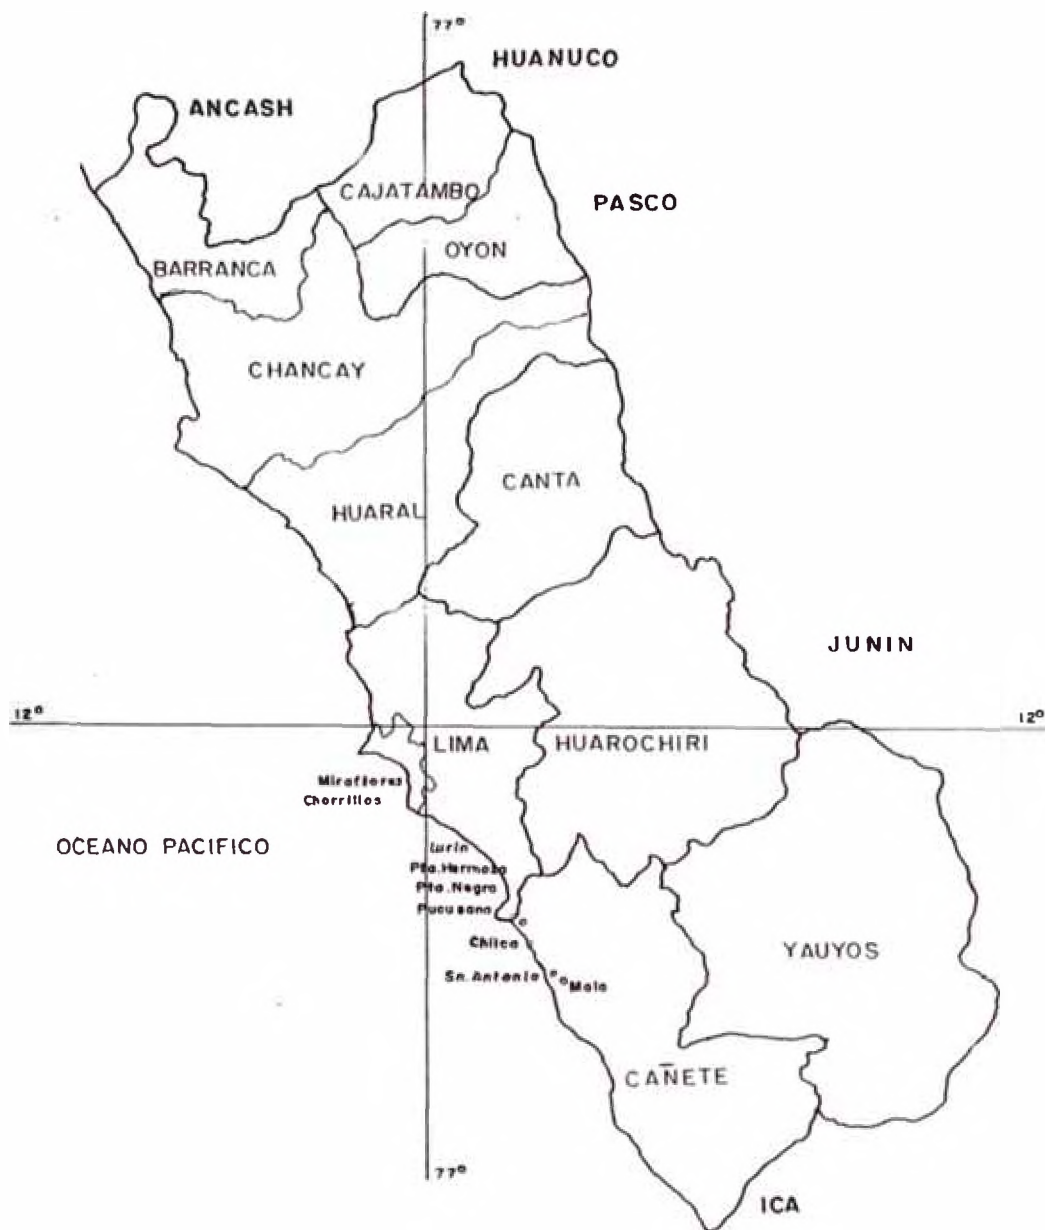 77°
HUANUCO
ANCASH
CAJATAMBO
PASCO
OYON
BARRANCA
CHANCAY
CANTA
HUARAL
JUNIN
12°
12°
LIMA
HUAROCHIRI
Miraflores
Chorrillos
OCEANO PACIFICO
Lurin
Pta. Hermosa
Pta. Negra
Pucusana
Chilca
YAUYOS
Sn. Antonio
Mala
CAÑETE
77°
ICA